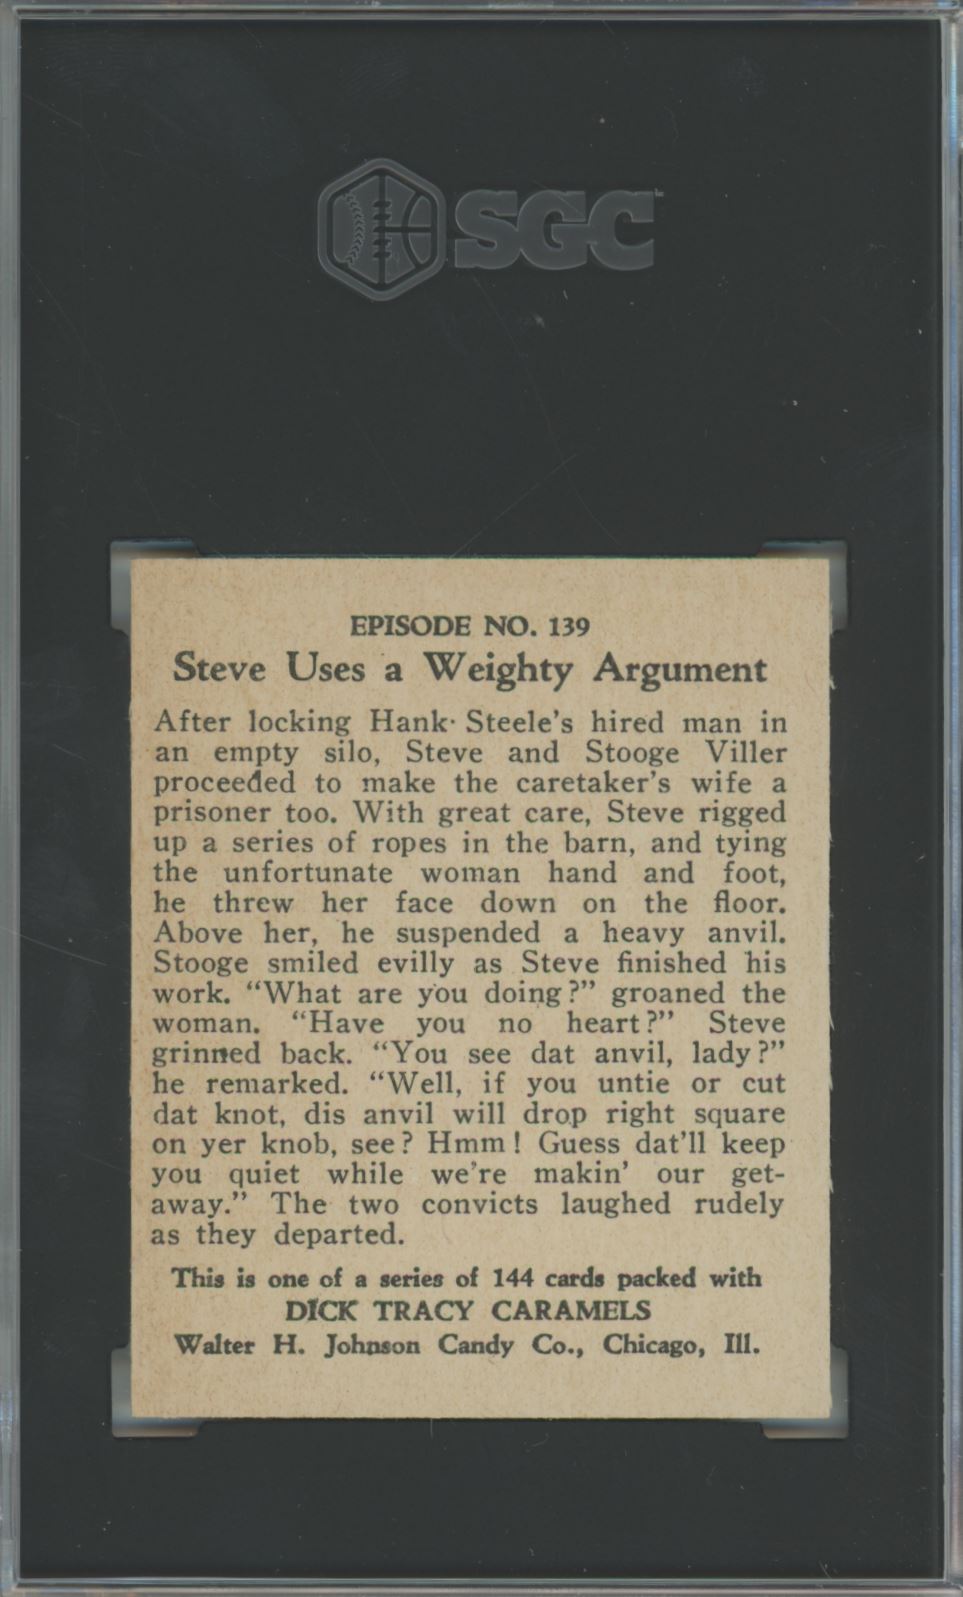 SGC
EPISODE NO. 139
Steve Uses a Weighty Argument
After locking Hank Steele's hired man in
an empty silo, Steve and Stooge Viller
proceeded to make the caretaker's wife a
prisoner too. With great care, Steve rigged
up a series of ropes in the barn, and tying
the unfortunate woman hand and foot,
he threw her face down on the floor.
Above her, he suspended a heavy anvil.
Stooge smiled evilly as Steve finished his
work. “What are you doing?” groaned the
woman. “Have you no heart?” Steve
grinned back. “You see dat anvil, lady?”
he remarked. “Well, if you untie or cut
dat knot, dis anvil will drop right square
on yer knob, see? Hmm! Guess dat'll keep
you quiet while we're makin' our get-
away.” The two convicts laughed rudely
as they departed.
This is one of a series of 144 cards packed with
DICK TRACY CARAMELS
Walter H. Johnson Candy Co., Chicago, Ill.